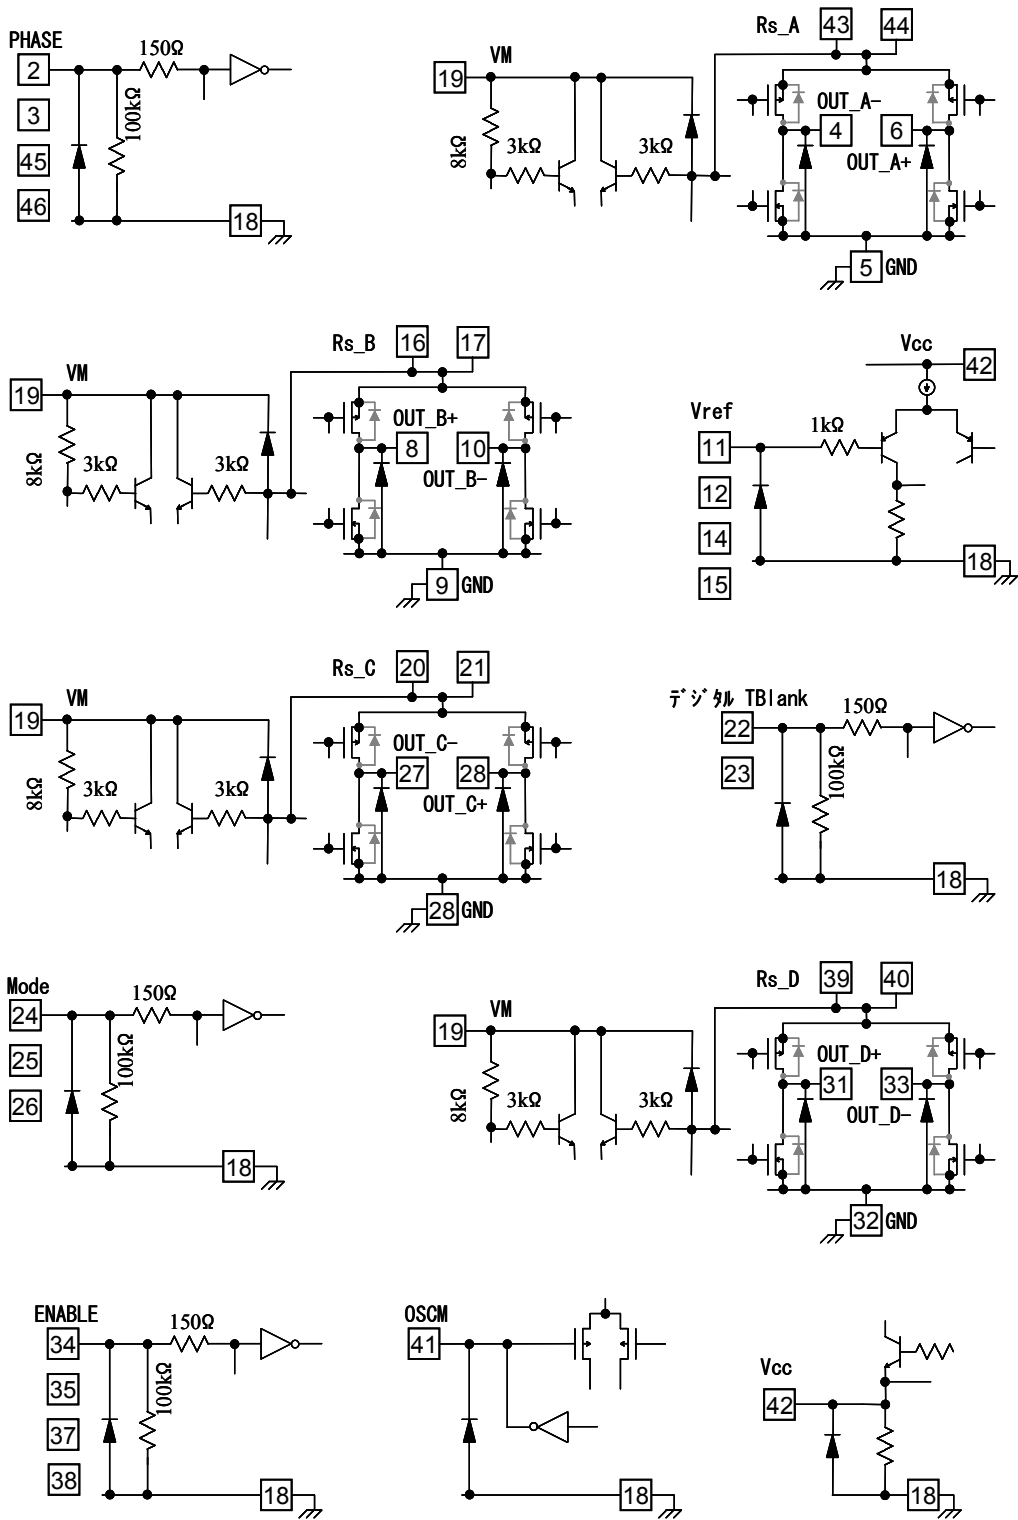 PHASE
2
150Ω
100kΩ
3
45
46
18
VM
19
8kΩ
3kΩ
3kΩ
Rs_A
43
44
OUT_A-
4
6
OUT_A+
5
GND
VM
19
8kΩ
3kΩ
3kΩ
Rs_B
16
17
OUT_B+
8
10
OUT_B-
9
GND
Vcc
42
Vref
11
1kΩ
12
14
15
18
VM
19
8kΩ
3kΩ
3kΩ
Rs_C
20
21
OUT_C-
27
28
OUT_C+
28
GND
ﾃﾞｼﾞﾀﾙ TBlank
22
150Ω
100kΩ
23
18
Mode
24
150Ω
100kΩ
25
26
18
VM
19
8kΩ
3kΩ
3kΩ
Rs_D
39
40
OUT_D+
31
33
OUT_D-
32
GND
ENABLE
34
150Ω
100kΩ
35
37
38
18
OSCM
41
18
Vcc
42
18